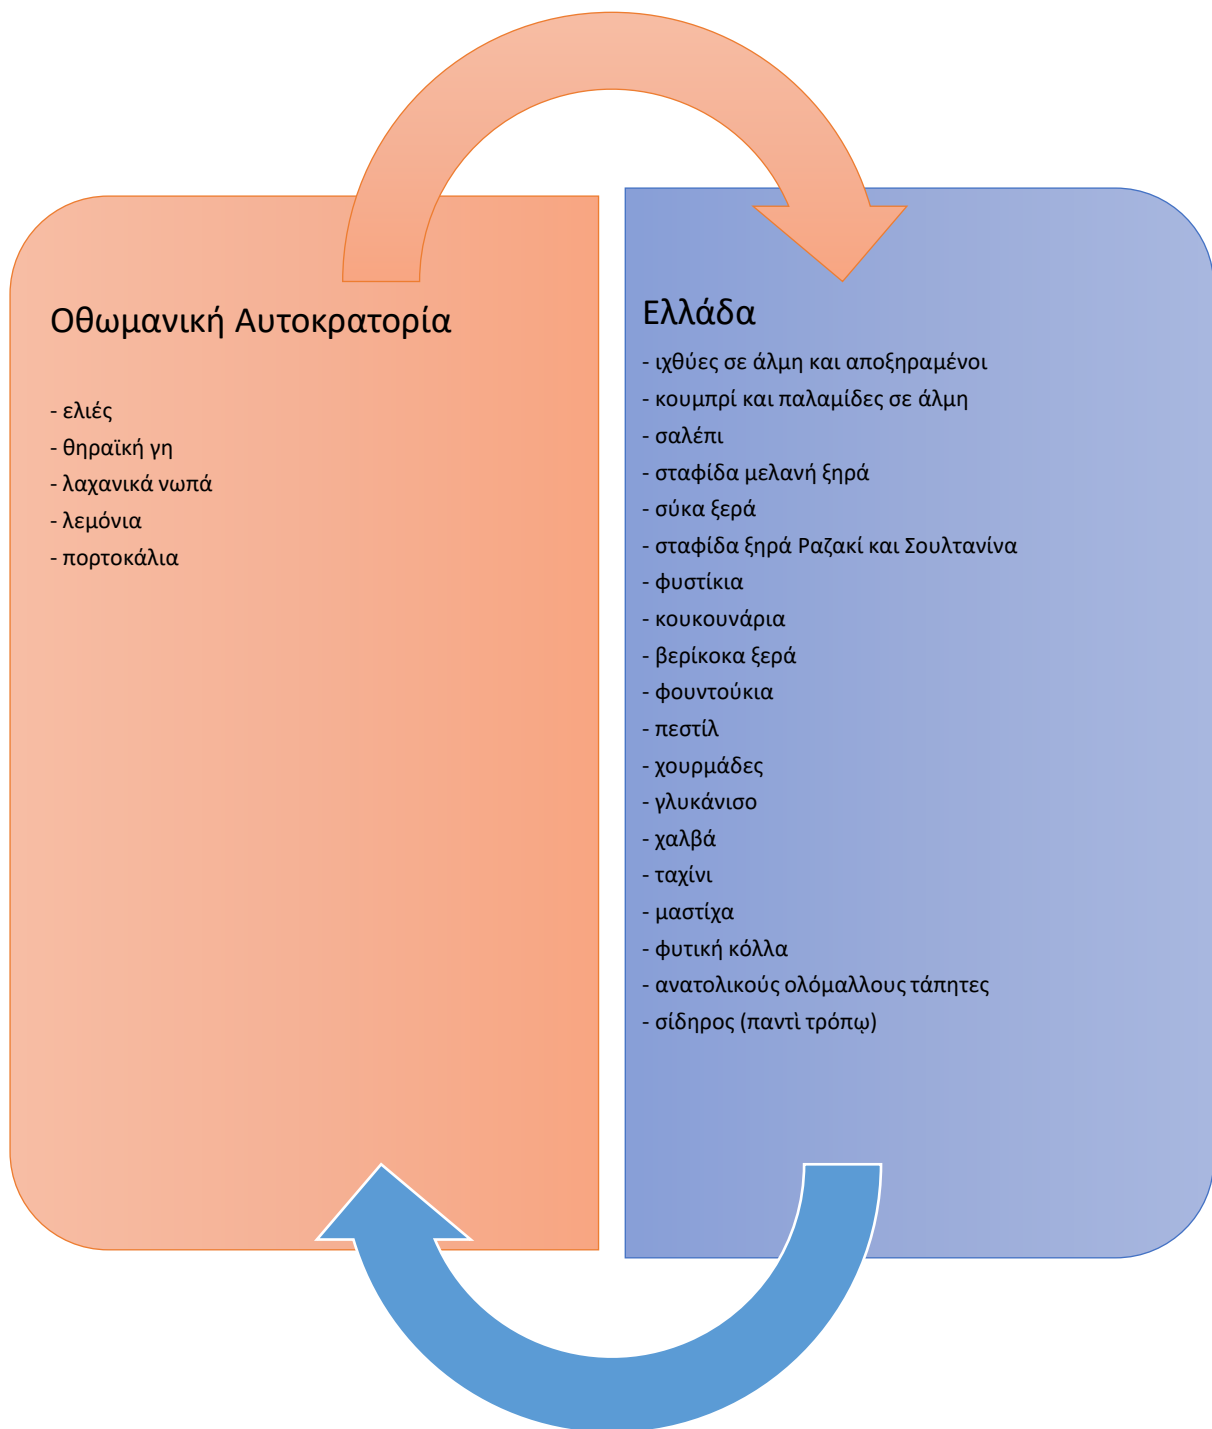 Οθωμανική Αυτοκρατορία
- ελιές
- θηραϊκή γη
- λαχανικά νωπά
- λεμόνια
- πορτοκάλια
Ελλάδα
- ιχθύες σε άλμη και αποξηραμένοι
- κουμπρί και παλαμίδες σε άλμη
- σαλέπι
- σταφίδα μελανή ξηρά
- σύκα ξερά
- σταφίδα ξηρά Ραζακί και Σουλτανίνα
- φυστίκια
- κουκουνάρια
- βερίκοκα ξερά
- φουντούκια
- πεστίλ
- χουρμάδες
- γλυκάνισο
- χαλβά
- ταχίνι
- μαστίχα
- φυτική κόλλα
- ανατολικούς ολόμαλλους τάπητες
- σίδηρος (παντὶ τρόπῳ)